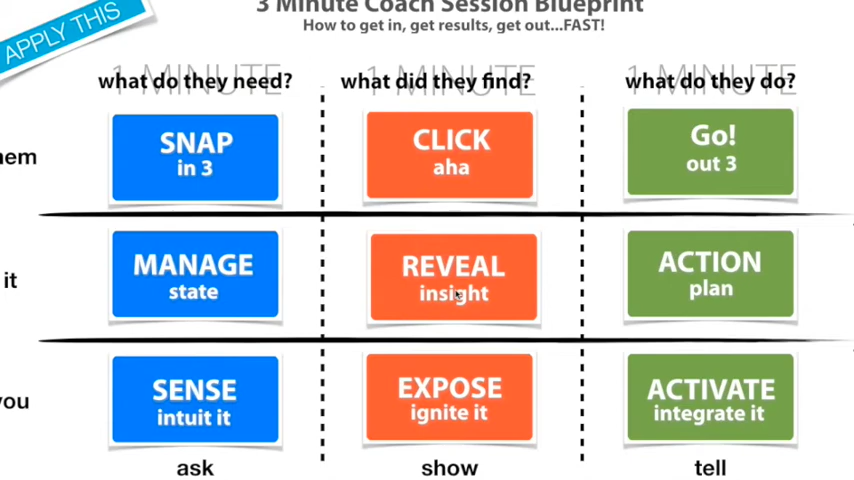 APPLY THIS
3 Minute Coach Session Blueprint
How to get in, get results, get out...FAST!
1 MINUTE 1 MINUTE 1 MINUTE
what do they need? what did they find? what do they do?
SNAP CLICK Go!
in 3 aha out 3
MANAGE REVEAL ACTION
it
state insight plan
SENSE EXPOSE ACTIVATE
intuit it ignite it integrate it
ask show tell